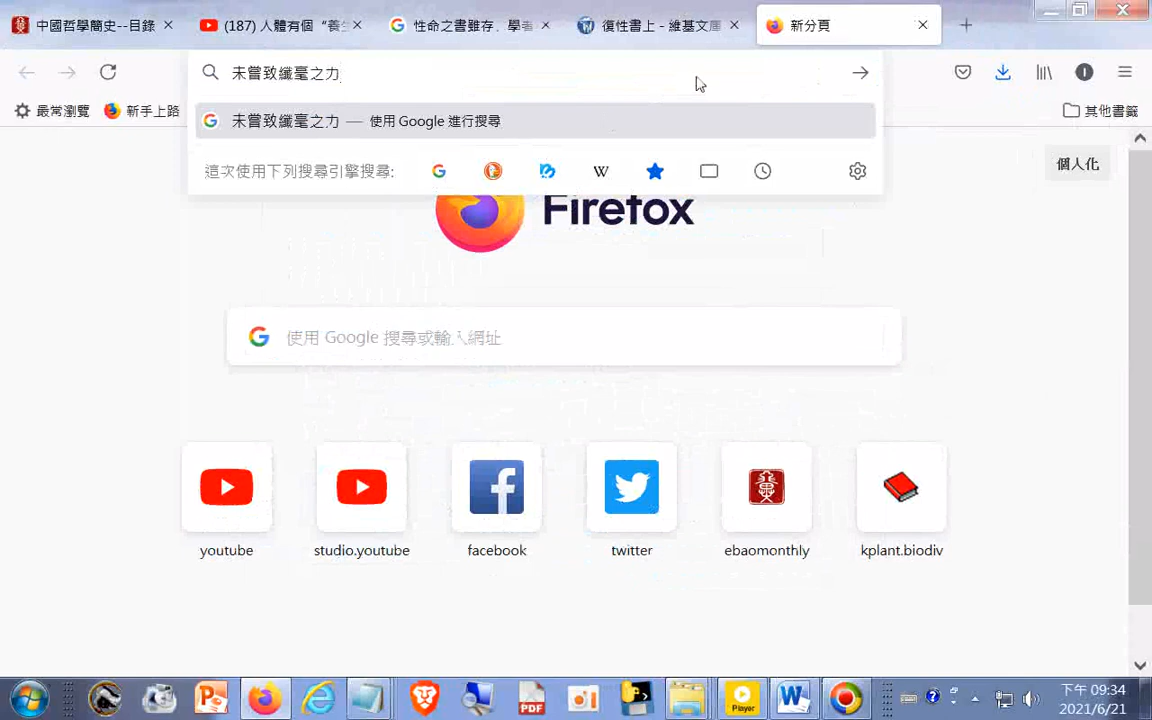 中國哲學簡史--目錄
(187) 人體有個“養生
性命之書雖存，學者
復性書上 - 維基文庫
新分頁
未嘗致纖毫之力
最常瀏覽
新手上路
其他書籤
未嘗致纖毫之力 — 使用 Google 進行搜尋
這次使用下列搜尋引擎搜尋:
個人化
Firefox
使用 Google 搜尋或輸入網址
youtube
studio.youtube
facebook
twitter
ebaomonthly
kplant.biodiv
下午 09:34
2021/6/21